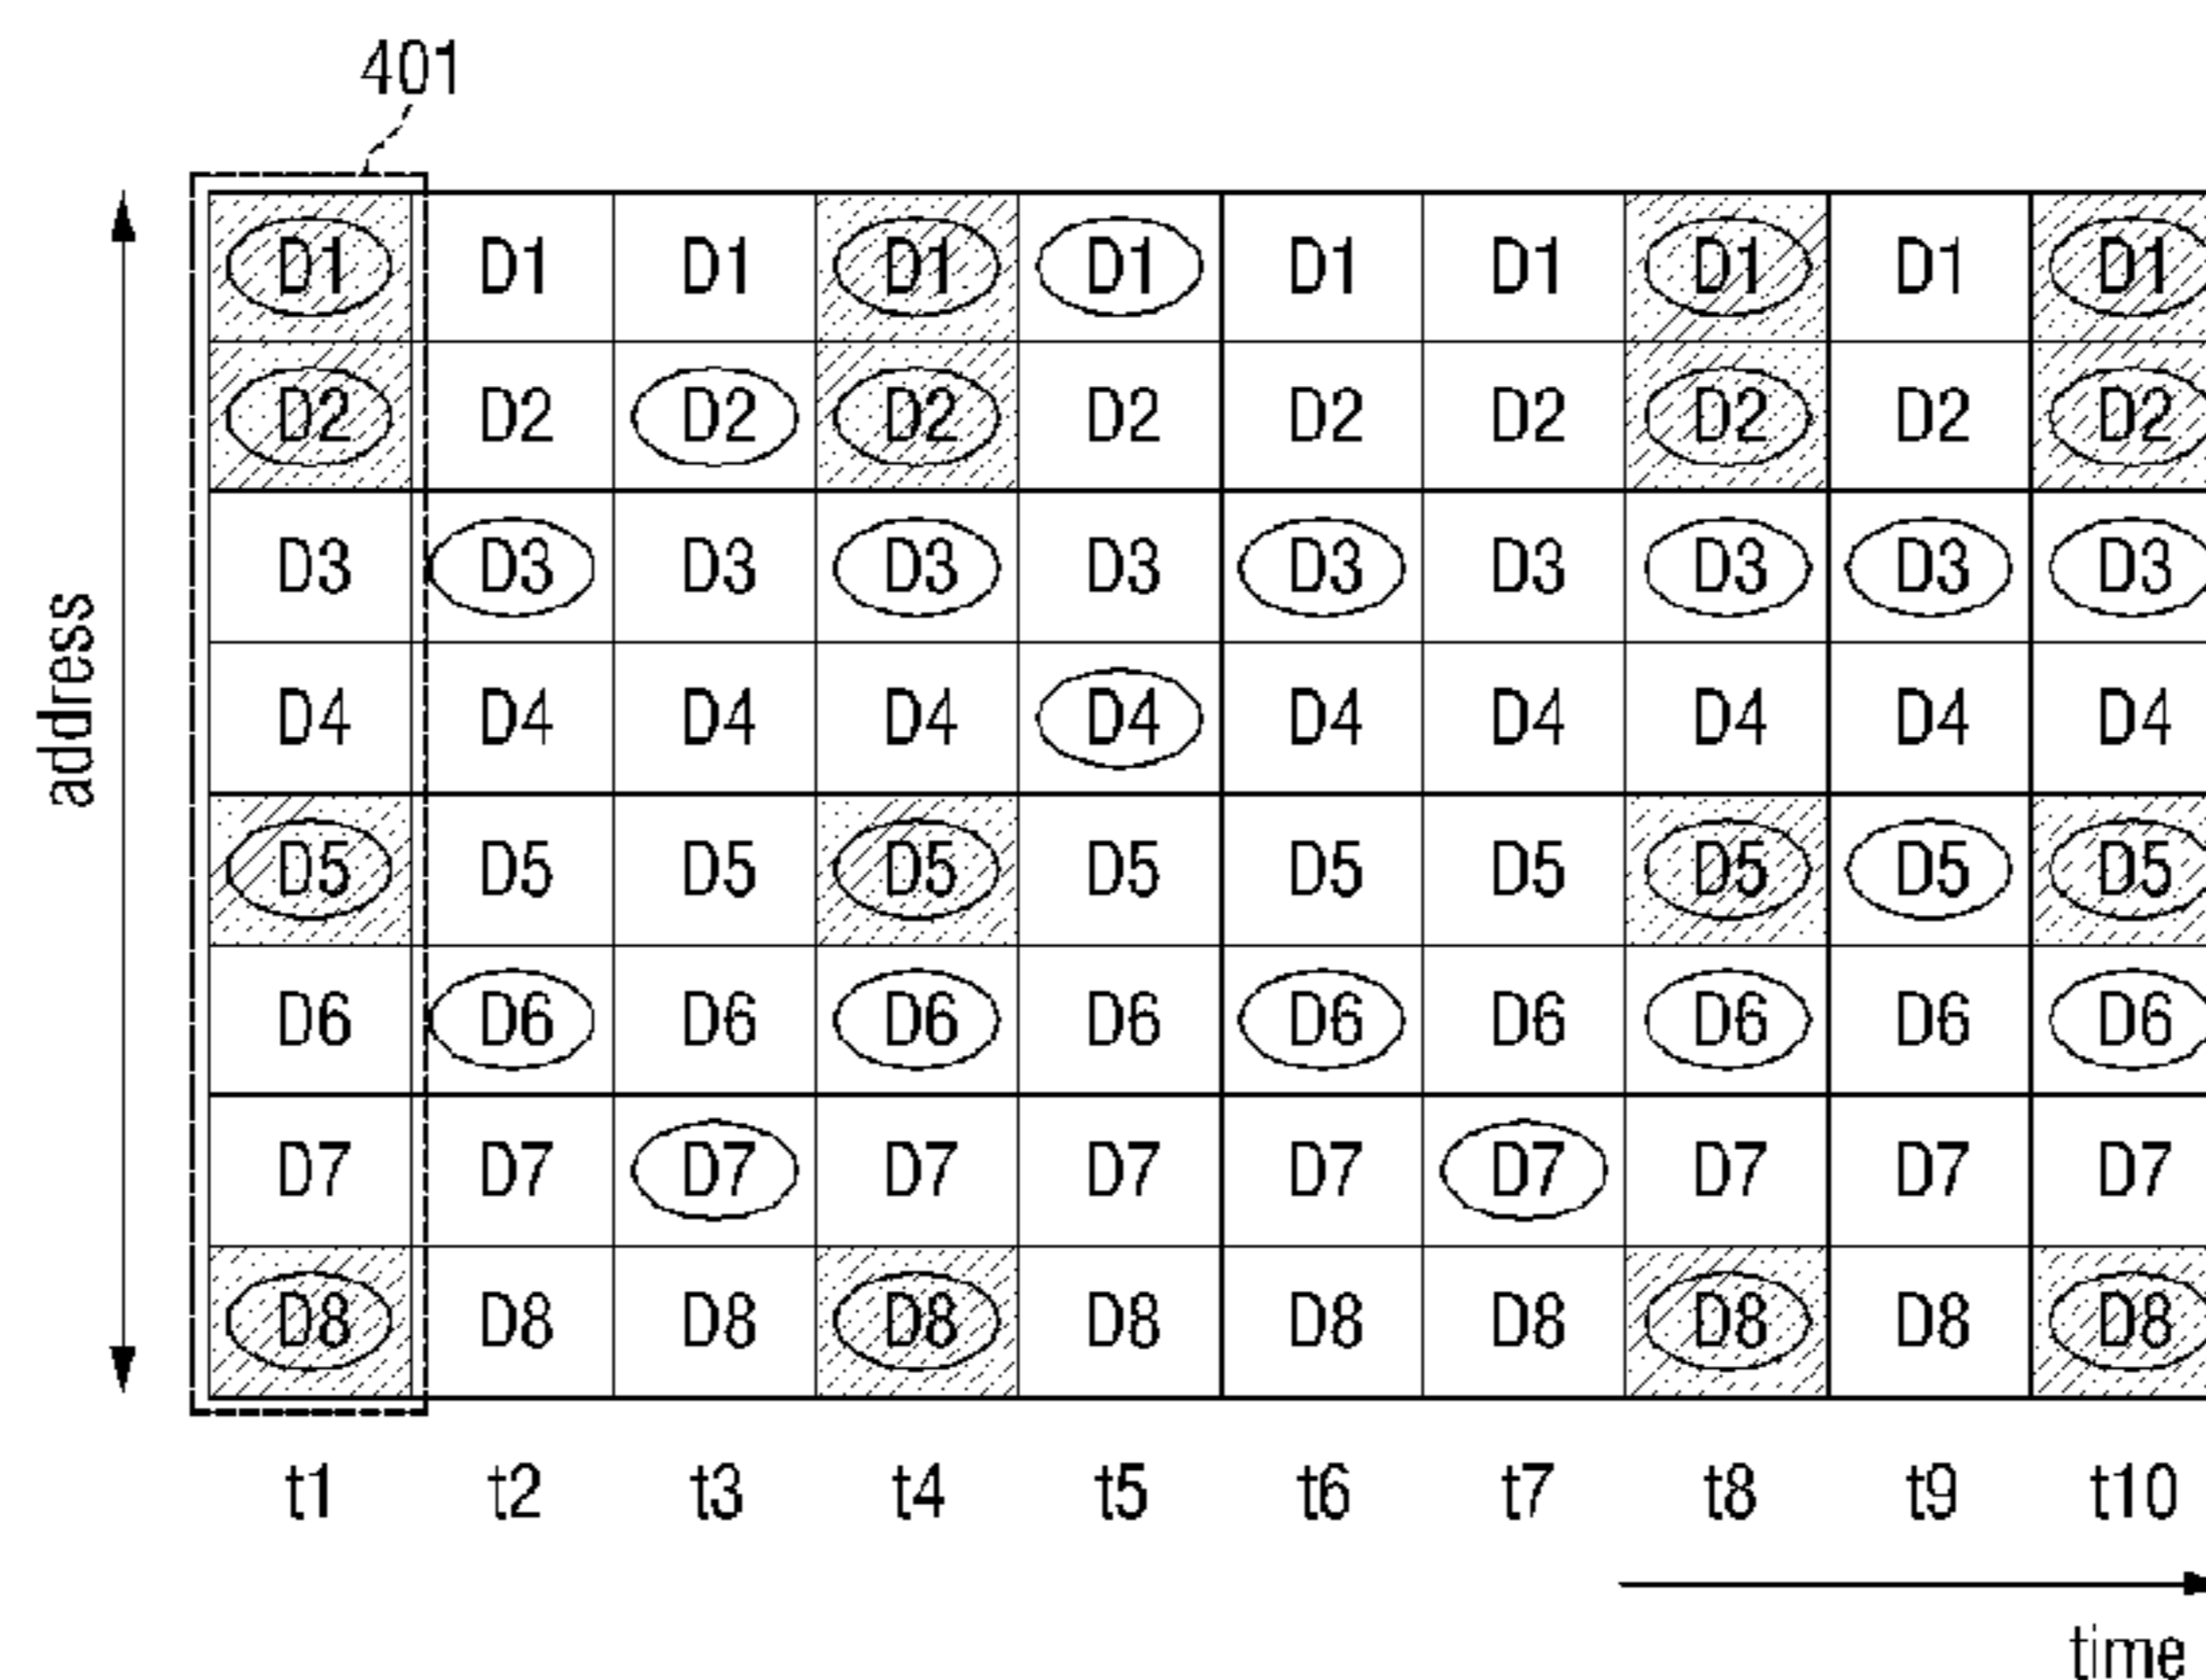 401
address
D1 D1 D1 D1 D1 D1 D1 D1 D1 D1
D2 D2 D2 D2 D2 D2 D2 D2 D2 D2
D3 D3 D3 D3 D3 D3 D3 D3 D3 D3
D4 D4 D4 D4 D4 D4 D4 D4 D4 D4
D5 D5 D5 D5 D5 D5 D5 D5 D5 D5
D6 D6 D6 D6 D6 D6 D6 D6 D6 D6
D7 D7 D7 D7 D7 D7 D7 D7 D7 D7
D8 D8 D8 D8 D8 D8 D8 D8 D8 D8
t1 t2 t3 t4 t5 t6 t7 t8 t9 t10
time